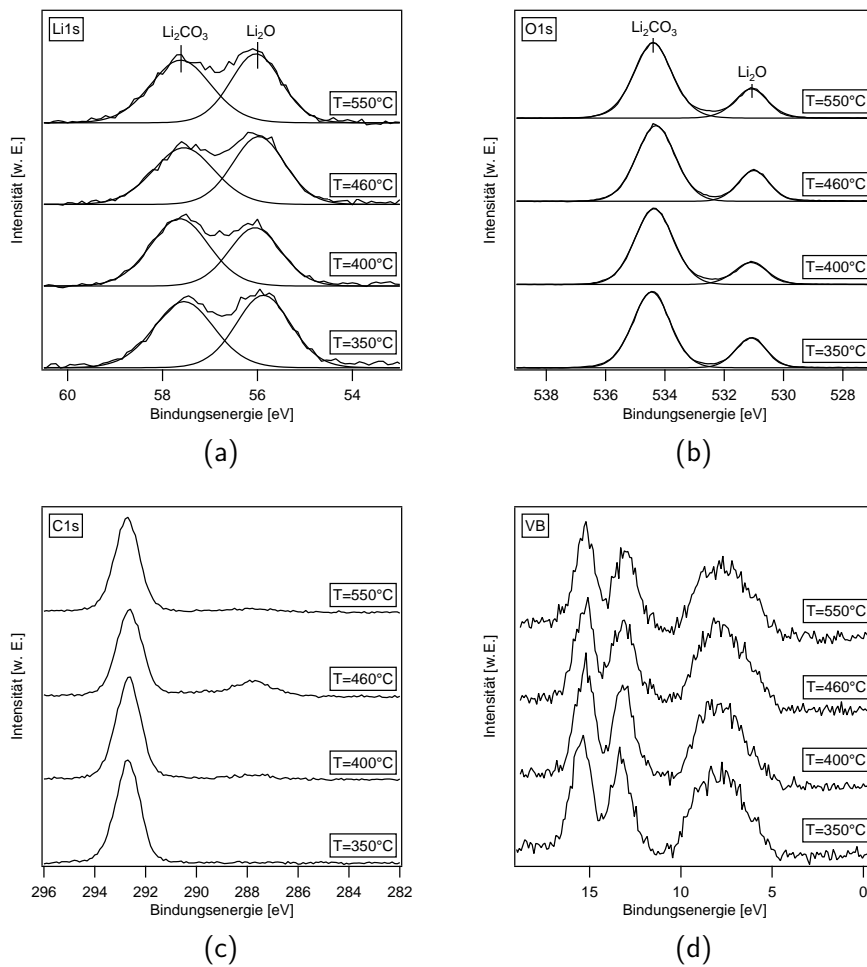 Li1s
Li₂CO₃
Li₂O
T=550°C
T=460°C
T=400°C
T=350°C
Intensität [w. E.]
60
58
56
54
Bindungsenergie [eV]
(a)
O1s
Li₂CO₃
Li₂O
T=550°C
T=460°C
T=400°C
T=350°C
Intensität [w. E.]
538
536
534
532
530
528
Bindungsenergie [eV]
(b)
C1s
T=550°C
T=460°C
T=400°C
T=350°C
Intensität [w. E.]
296
294
292
290
288
286
284
282
Bindungsenergie [eV]
(c)
VB
T=550°C
T=460°C
T=400°C
T=350°C
Intensität [w. E.]
15
10
5
0
Bindungsenergie [eV]
(d)